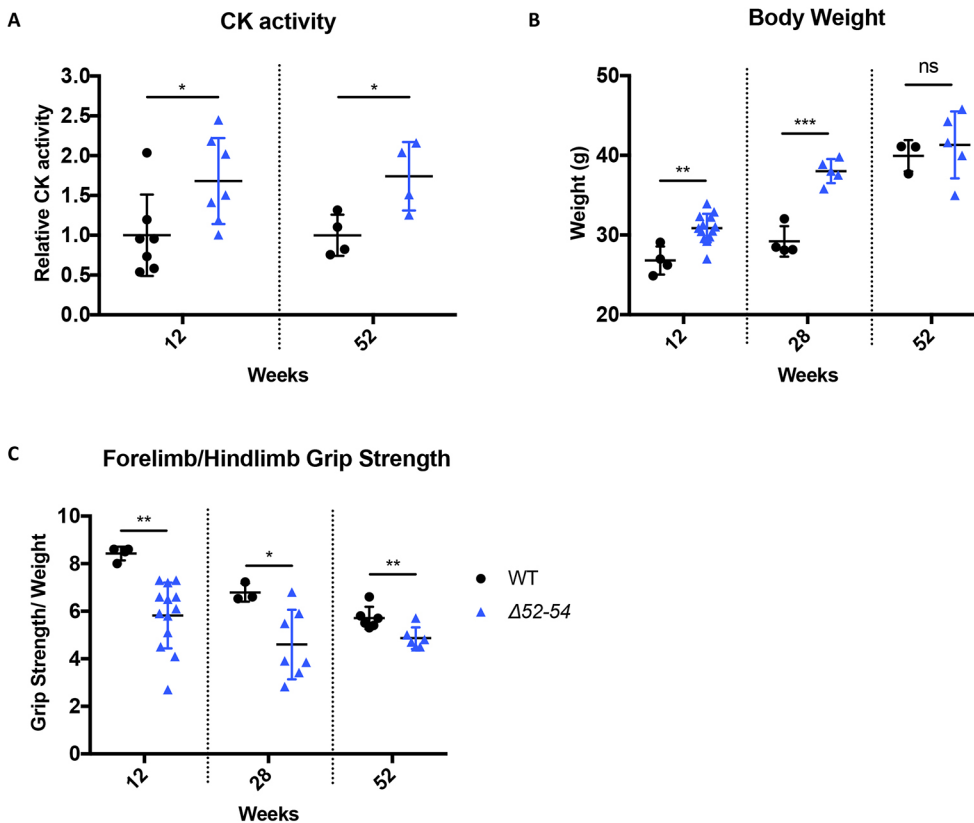 A
CK activity
Relative CK activity
3.0
2.5
2.0
1.5
1.0
0.5
0.0
*
*
12
52
Weeks
B
Body Weight
Weight (g)
50
40
30
20
**
***
ns
12
28
52
Weeks
C
Forelimb/Hindlimb Grip Strength
Grip Strength/ Weight
10
8
6
4
2
0
**
*
**
12
28
52
Weeks
WT
Δ52-54